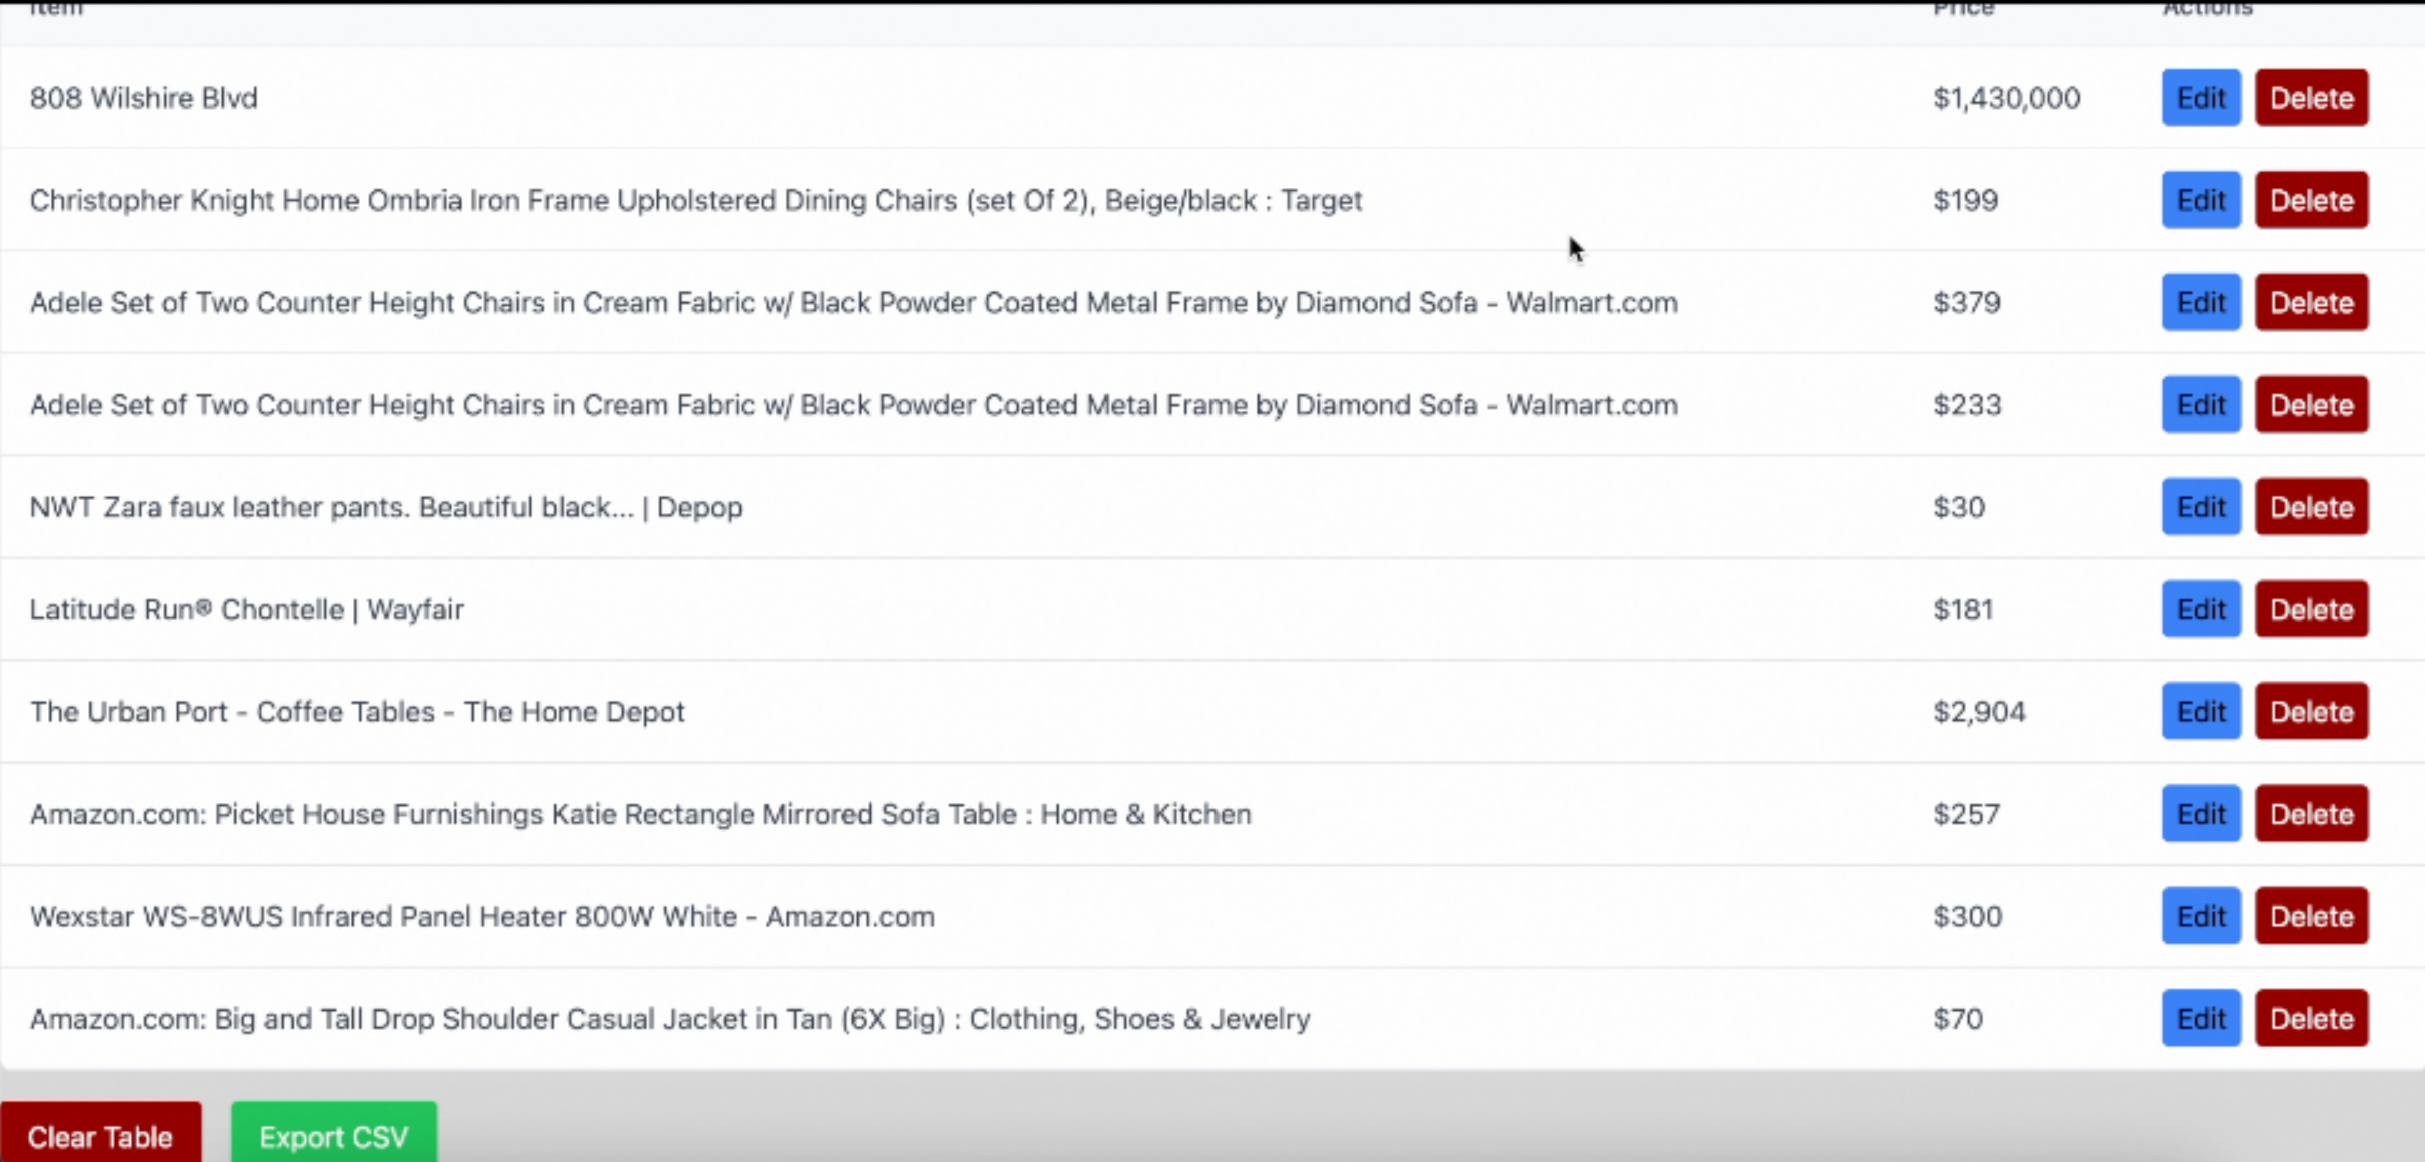 Item Price Actions
808 Wilshire Blvd $1,430,000 Edit Delete
Christopher Knight Home Ombria Iron Frame Upholstered Dining Chairs (set Of 2), Beige/black : Target $199 Edit Delete
Adele Set of Two Counter Height Chairs in Cream Fabric w/ Black Powder Coated Metal Frame by Diamond Sofa - Walmart.com $379 Edit Delete
Adele Set of Two Counter Height Chairs in Cream Fabric w/ Black Powder Coated Metal Frame by Diamond Sofa - Walmart.com $233 Edit Delete
NWT Zara faux leather pants. Beautiful black... | Depop $30 Edit Delete
Latitude Run® Chontelle | Wayfair $181 Edit Delete
The Urban Port - Coffee Tables - The Home Depot $2,904 Edit Delete
Amazon.com: Picket House Furnishings Katie Rectangle Mirrored Sofa Table : Home & Kitchen $257 Edit Delete
Wexstar WS-8WUS Infrared Panel Heater 800W White - Amazon.com $300 Edit Delete
Amazon.com: Big and Tall Drop Shoulder Casual Jacket in Tan (6X Big) : Clothing, Shoes & Jewelry $70 Edit Delete
Clear Table Export CSV